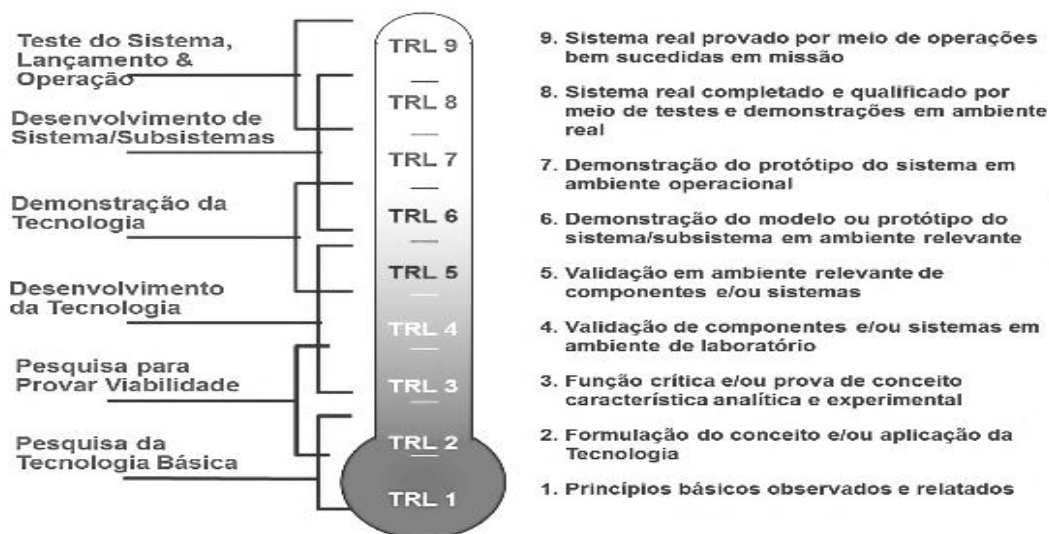 Teste do Sistema,
Lançamento &
Operação
Desenvolvimento de
Sistema/Subsistemas
Demonstração da
Tecnologia
Desenvolvimento
da Tecnologia
Pesquisa para
Provar Viabilidade
Pesquisa da
Tecnologia Básica
TRL 9
TRL 8
TRL 7
TRL 6
TRL 5
TRL 4
TRL 3
TRL 2
TRL 1
9. Sistema real provado por meio de operações
bem sucedidas em missão
8. Sistema real completado e qualificado por
meio de testes e demonstrações em ambiente
real
7. Demonstração do protótipo do sistema em
ambiente operacional
6. Demonstração do modelo ou protótipo do
sistema/subsistema em ambiente relevante
5. Validação em ambiente relevante de
componentes e/ou sistemas
4. Validação de componentes e/ou sistemas em
ambiente de laboratório
3. Função crítica e/ou prova de conceito
característica analítica e experimental
2. Formulação do conceito e/ou aplicação da
Tecnologia
1. Princípios básicos observados e relatados